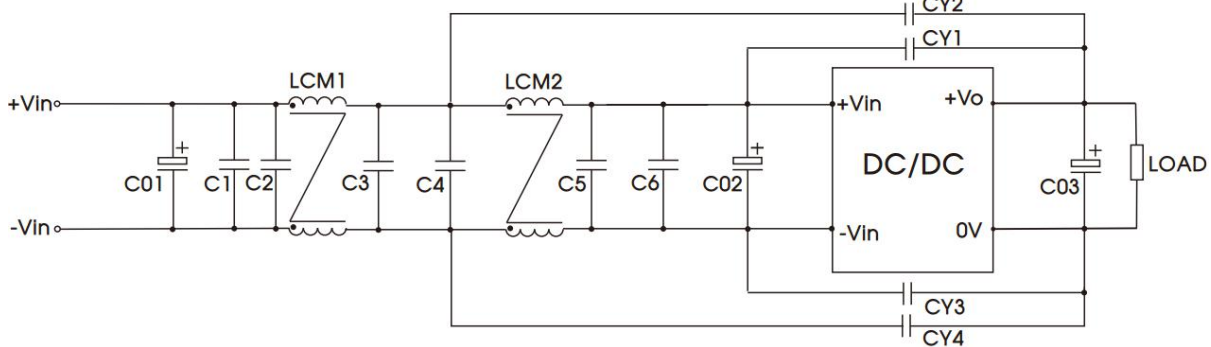 CY2
CY1
LCM1
LCM2
+Vin
+Vin
+Vo
C01
+
C1
C2
C3
C4
C5
C6
C02
+
DC/DC
C03
+
LOAD
-Vin
-Vin
0V
CY3
CY4